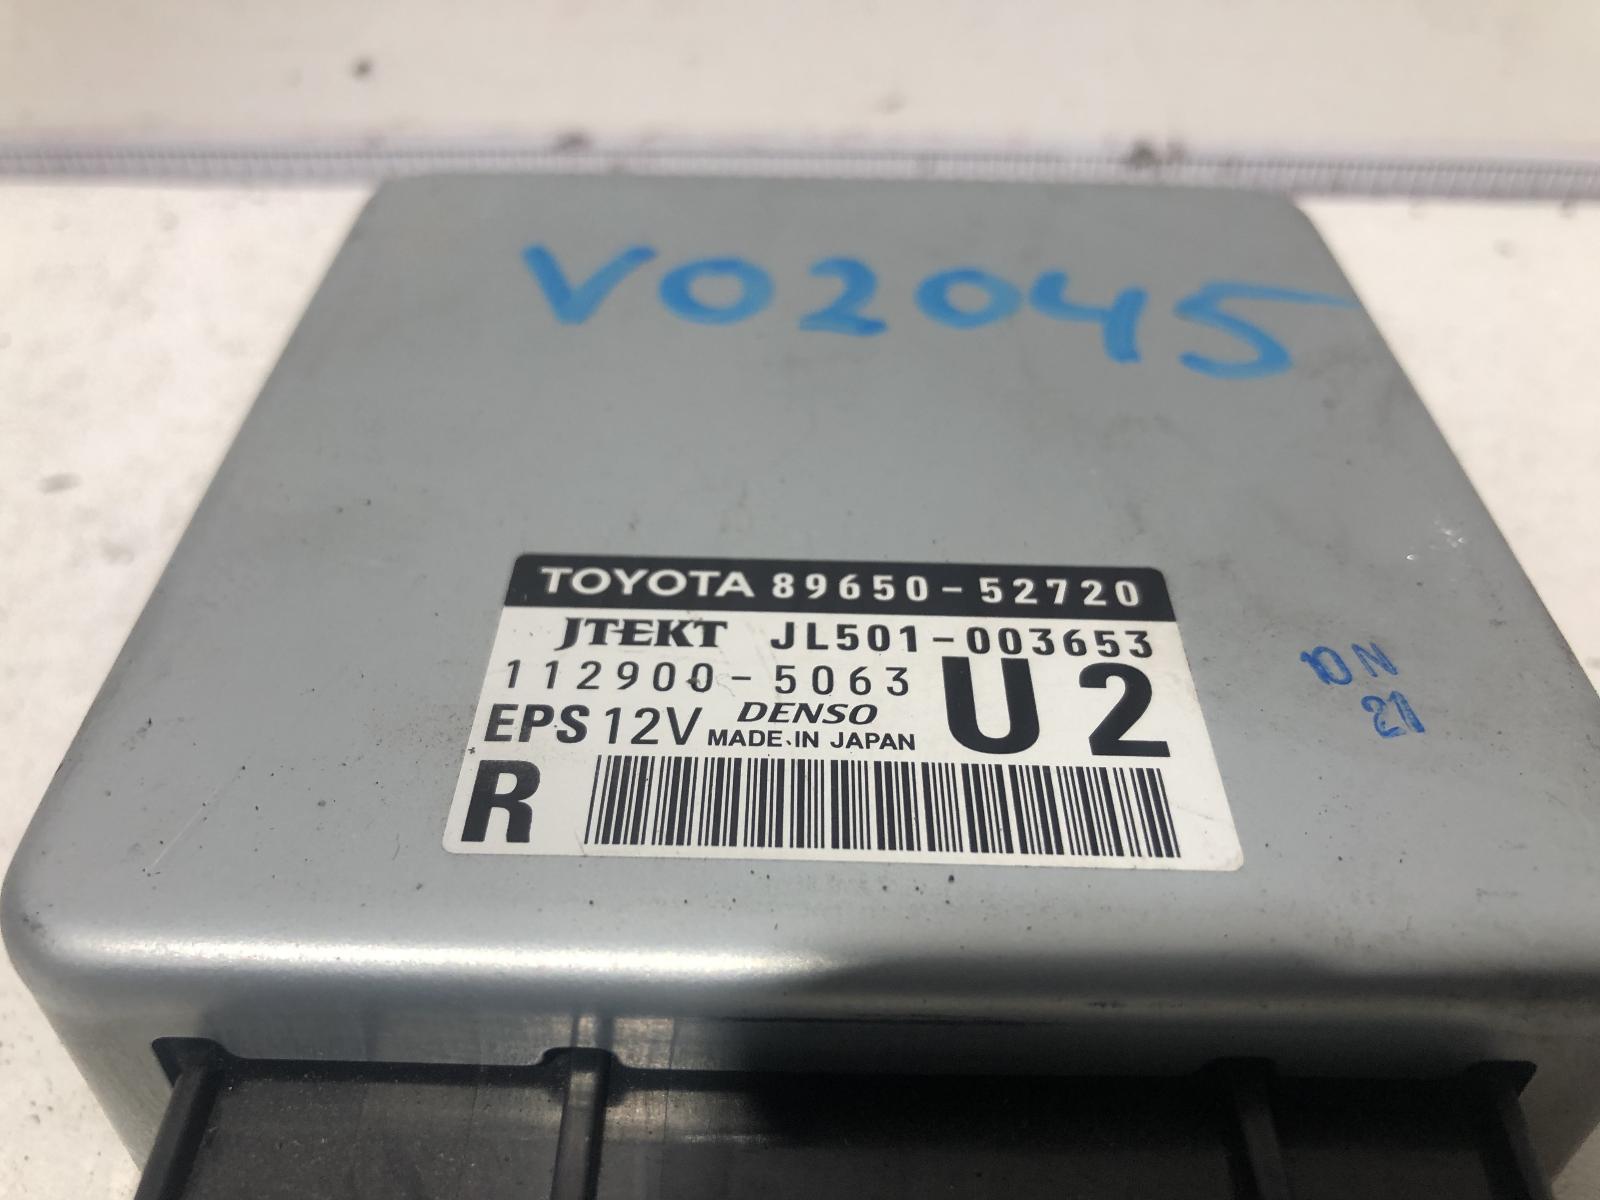 V02045
TOYOTA 89650-52720
JTEKT JL501-003653
112900-5063 U2
EPS 12V DENSO
MADE IN JAPAN
R
10N
21